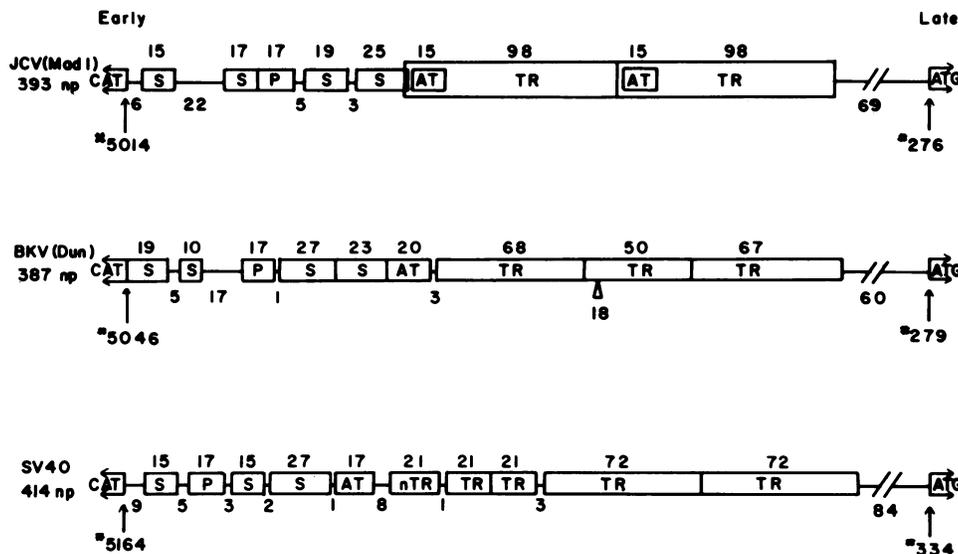 Early Late
15 17 17 19 25 15 98 15 98
JCV(Mad 1)
393 np
CAT S S P S S AT TR AT TR ATG
6 22 5 3 69
*5014 *276
19 10 17 27 23 20 68 50 67
BKV(Dun)
387 np
CAT S S P S S AT TR TR TR ATG
5 17 1 3 18 60
*5046 *279
15 17 15 27 17 21 21 21 72 72
SV40
414 np
CAT S P S S AT nTR TR TR TR TR ATG
9 5 3 2 1 8 1 3 84
*5164 *334